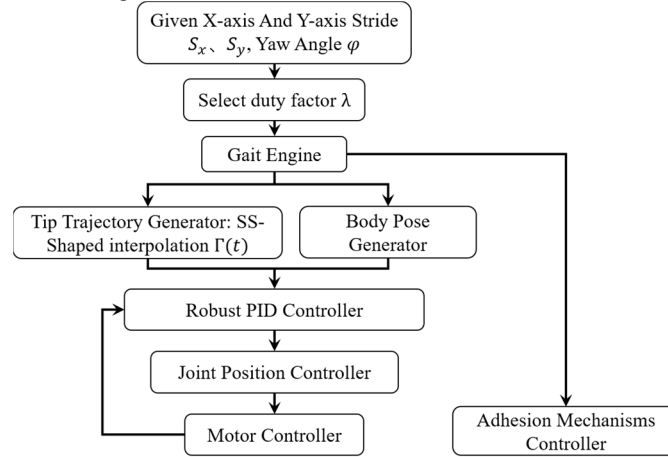 Given X-axis And Y-axis Stride
Sₓ、Sᵧ, Yaw Angle φ
Select duty factor λ
Gait Engine
Tip Trajectory Generator: SS-
Shaped interpolation Γ(t)
Body Pose
Generator
Robust PID Controller
Joint Position Controller
Motor Controller
Adhesion Mechanisms
Controller